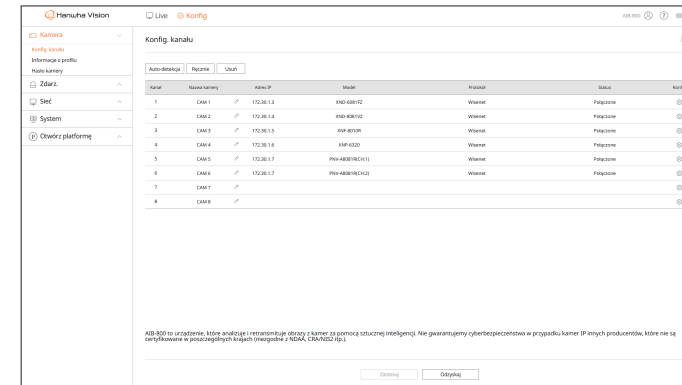 Hanwha Vision
Live
Konfig
AIB-800
Kamera
Konfig. kanału
Informacje o profilu
Hasło kamery
Zdarz.
Sieć
System
Otwórz platformę
Konfig. kanału
Auto-detekcja Ręcznie Usuń
Kanał Nazwa kamery Adres IP Model Protokół Status
1 CAM 1 172.30.1.3 XND-6081FZ Wisenet Połączone
2 CAM 2 172.30.1.4 XND-8081VZ Wisenet Połączone
3 CAM 3 172.30.1.5 XNF-8010R Wisenet Połączone
4 CAM 4 172.30.1.6 XNP-6320 Wisenet Połączone
5 CAM 5 172.30.1.7 PNV-A8081R(CH:1) Wisenet Połączone
6 CAM 6 172.30.1.7 PNV-A8081R(CH:2) Wisenet Połączone
7 CAM 7
8 CAM 8
AIB-800 to urządzenie, które analizuje i retransmituje obrazy z kamer za pomocą sztucznej inteligencji. Nie gwarantujemy cyberbezpieczeństwa w przypadku kamer IP innych producentów, które nie są
certyfikowane w poszczególnych krajach (niezgodne z NDAA, CRA/NIS2 itp.).
Zastosuj Odzyskaj